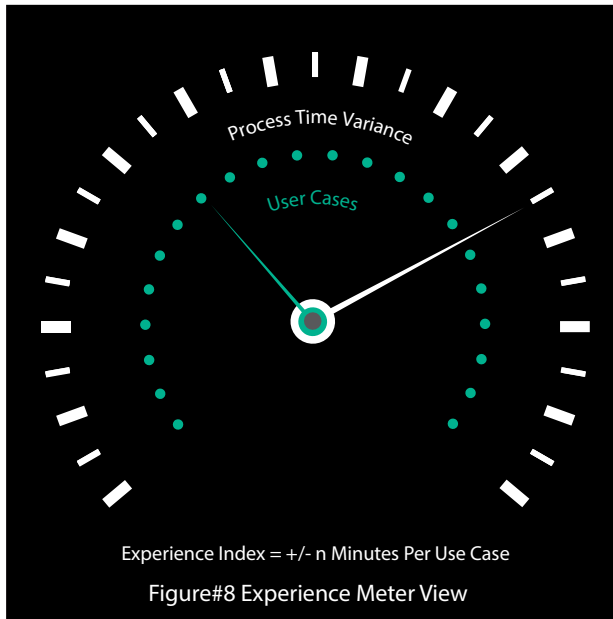 Process Time Variance
User Cases
Experience Index = +/- n Minutes Per Use Case
Figure#8 Experience Meter View